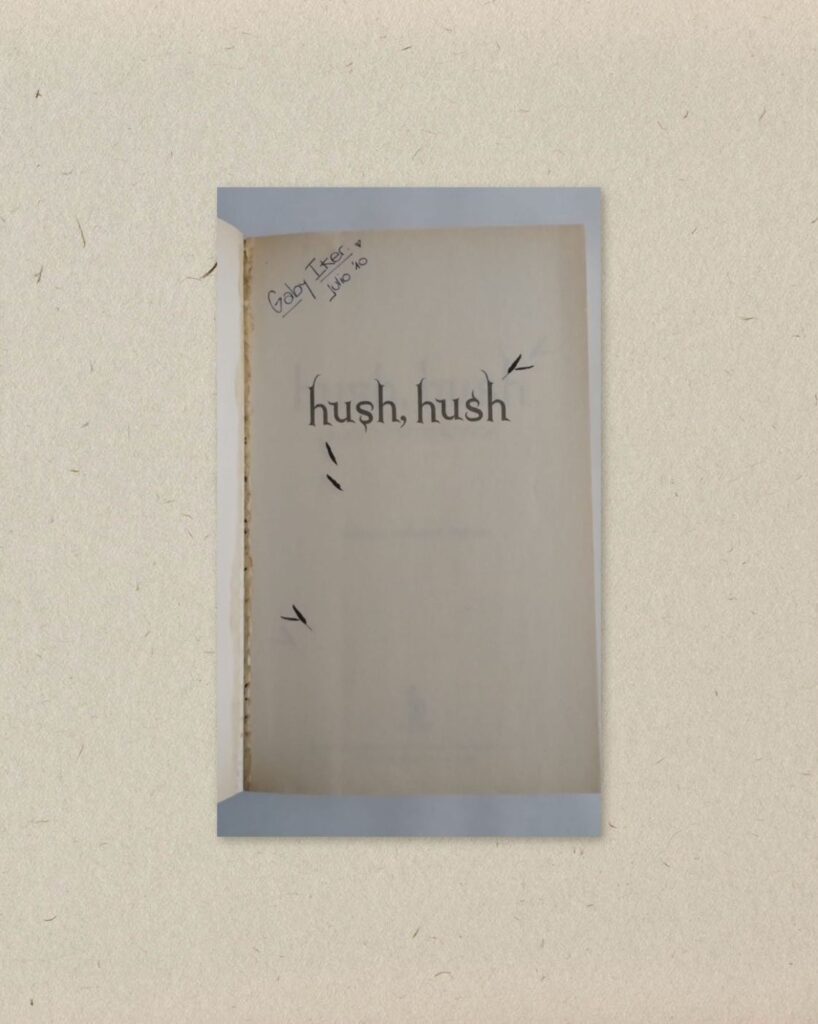 Gaby Iker.
Julio '10
hush, hush